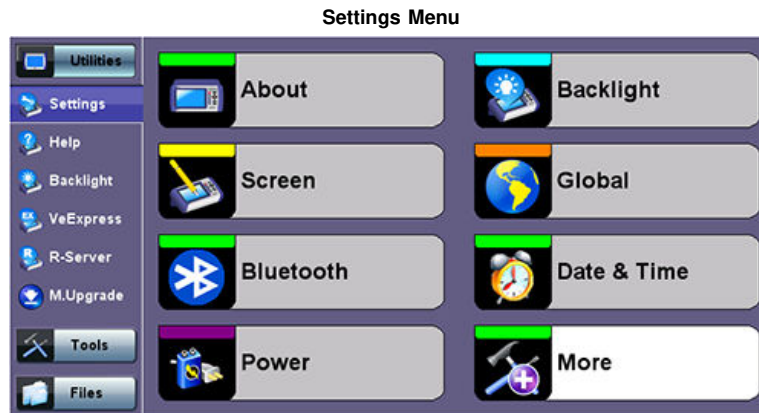 Settings Menu
Utilities
Settings
Help
Backlight
EX
VeExpress
R
R-Server
M.Upgrade
Tools
Files
About
Backlight
Screen
Global
Bluetooth
Date & Time
Power
More